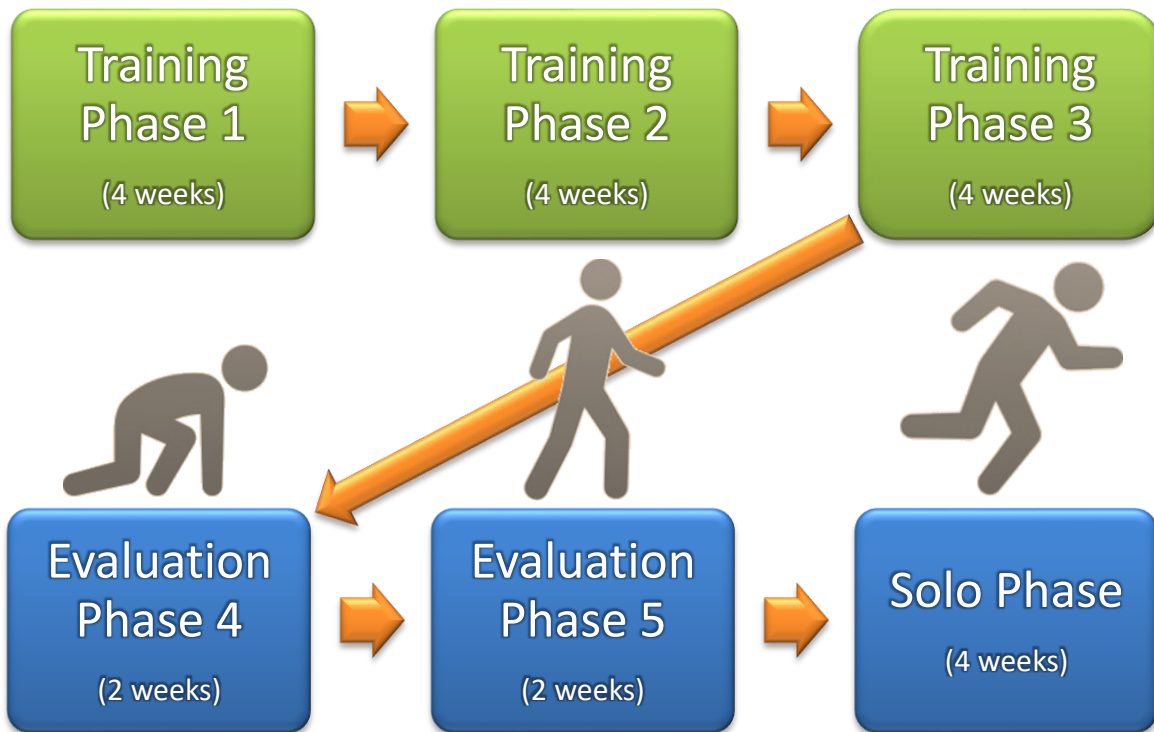 Training
Phase 1
(4 weeks)
Training
Phase 2
(4 weeks)
Training
Phase 3
(4 weeks)
Evaluation
Phase 4
(2 weeks)
Evaluation
Phase 5
(2 weeks)
Solo Phase
(4 weeks)